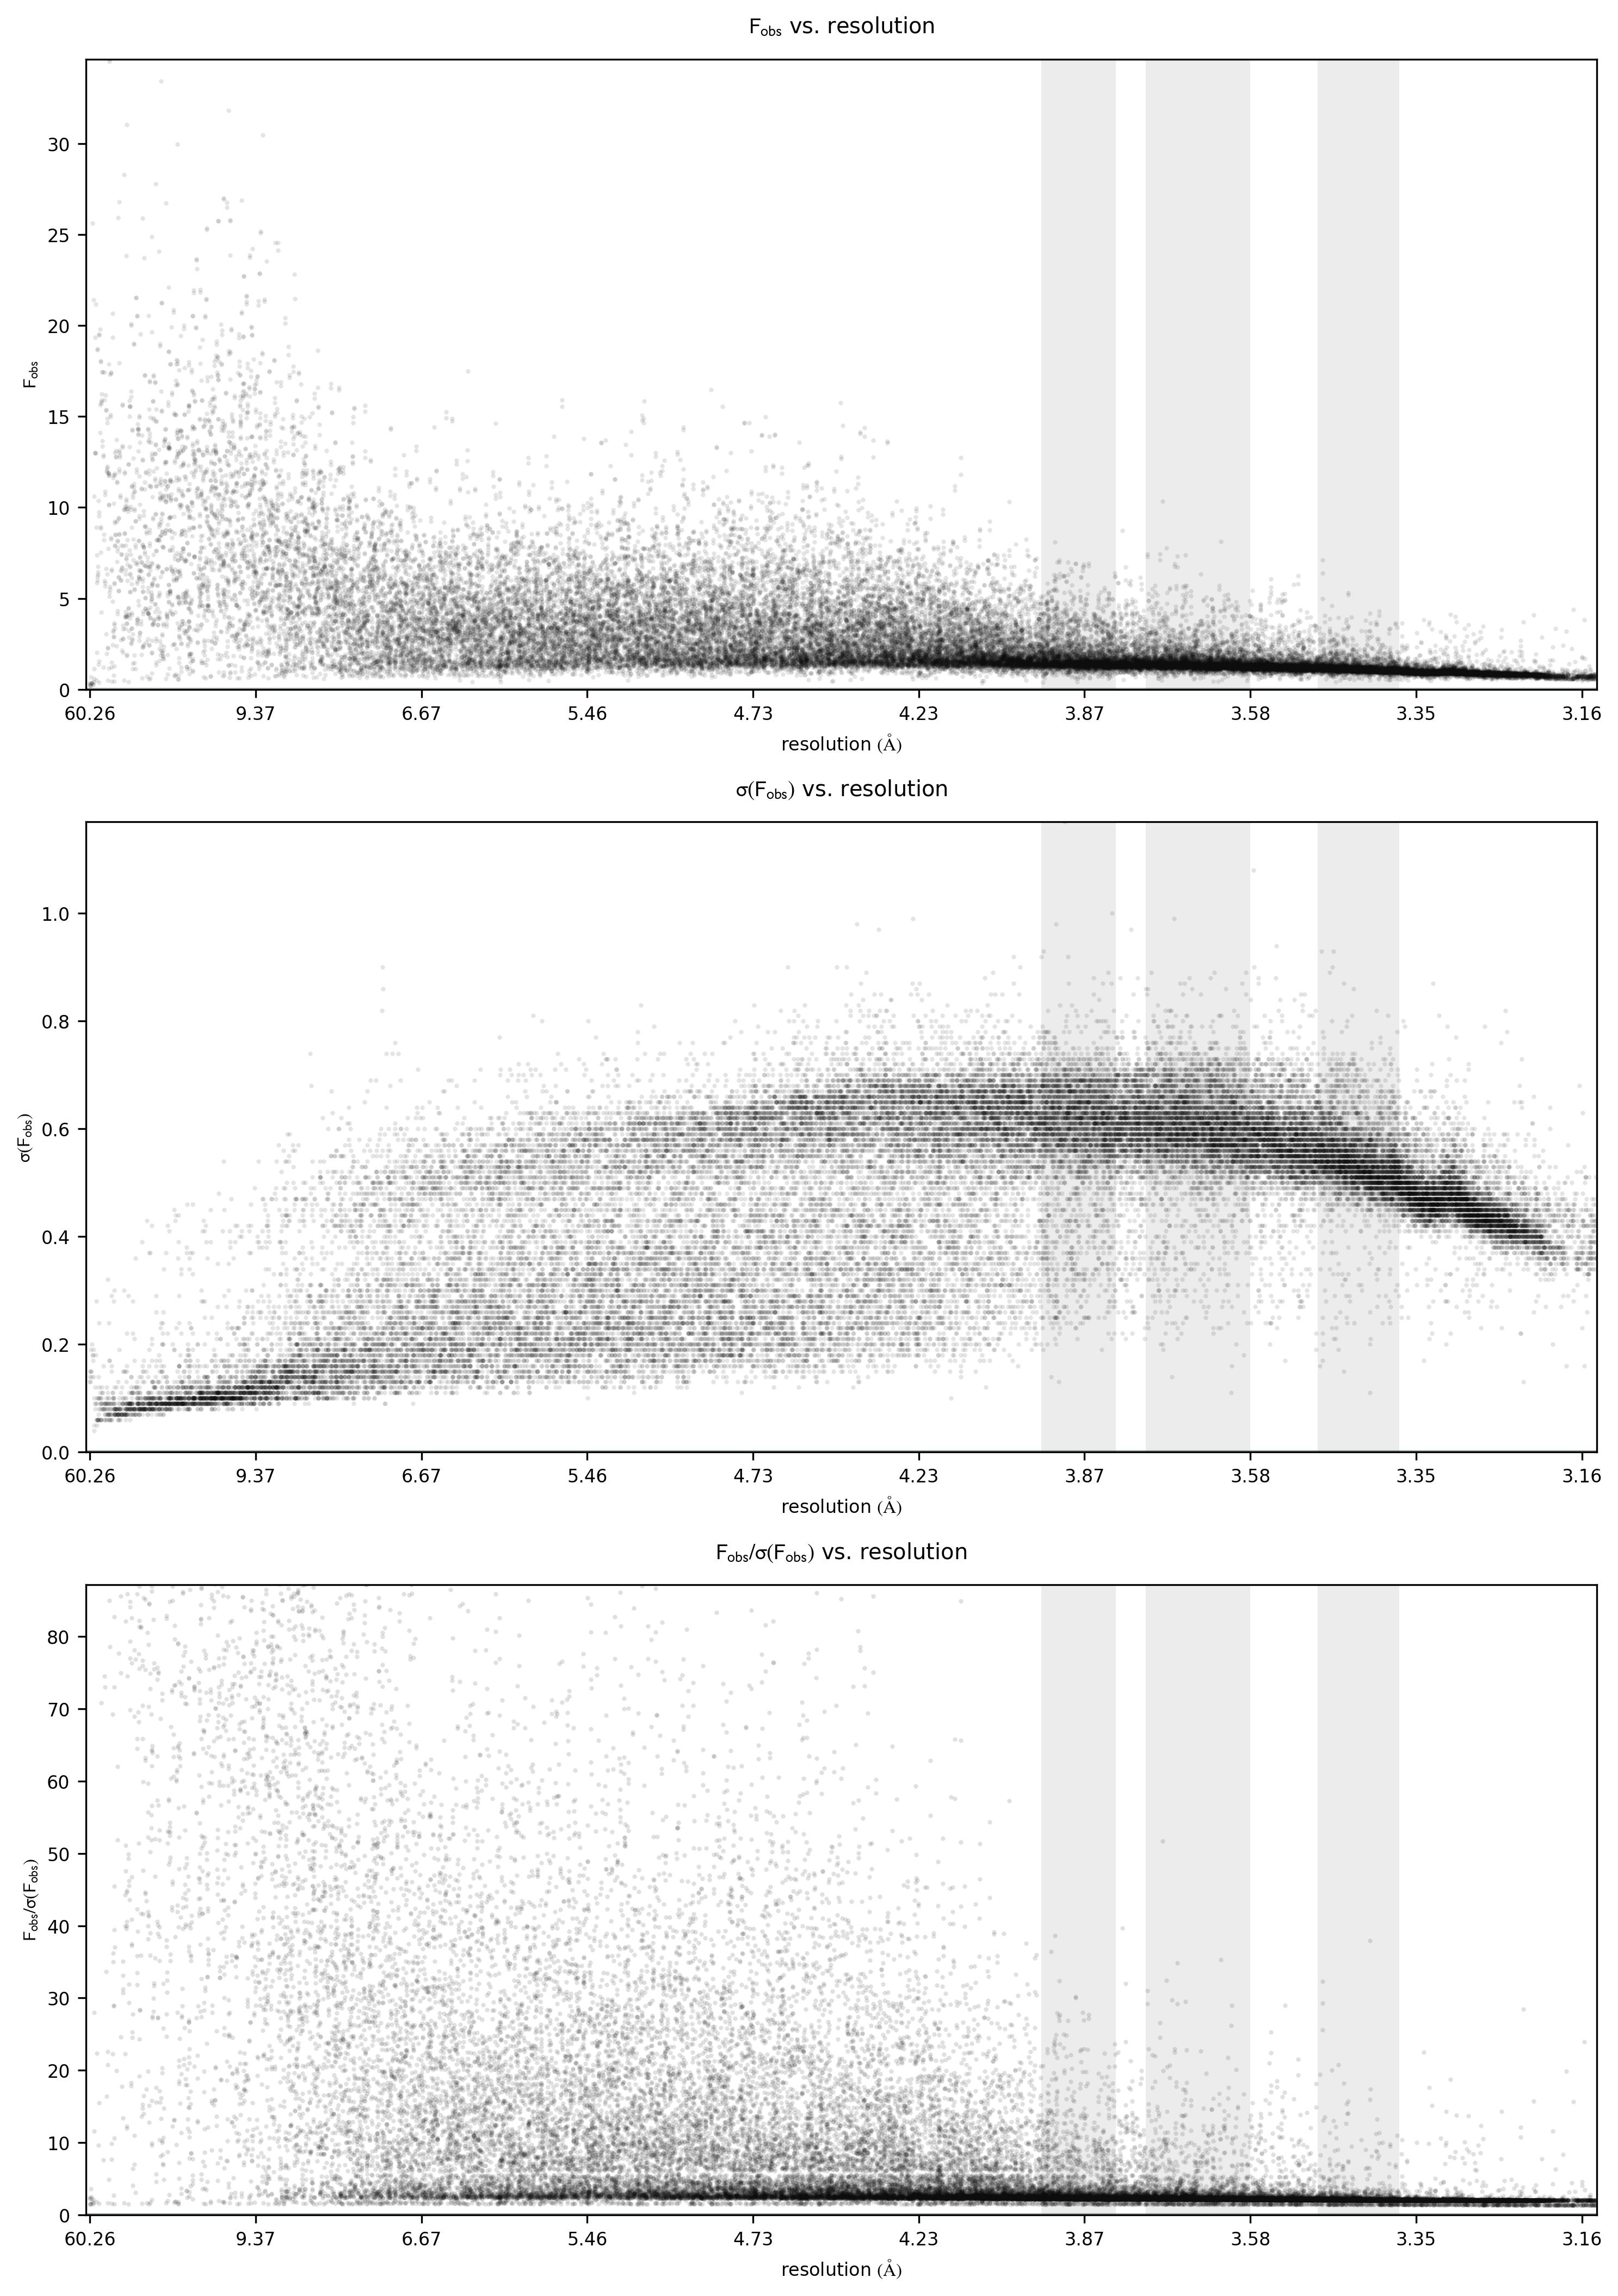 Fobs vs. resolution
30
25
20
15
10
5
0
Fobs
60.26 9.37 6.67 5.46 4.73 4.23 3.87 3.58 3.35 3.16
resolution (Å)
σ(Fobs) vs. resolution
1.0
0.8
0.6
0.4
0.2
0.0
σ(Fobs)
60.26 9.37 6.67 5.46 4.73 4.23 3.87 3.58 3.35 3.16
resolution (Å)
Fobs/σ(Fobs) vs. resolution
80
70
60
50
40
30
20
10
0
Fobs/σ(Fobs)
60.26 9.37 6.67 5.46 4.73 4.23 3.87 3.58 3.35 3.16
resolution (Å)